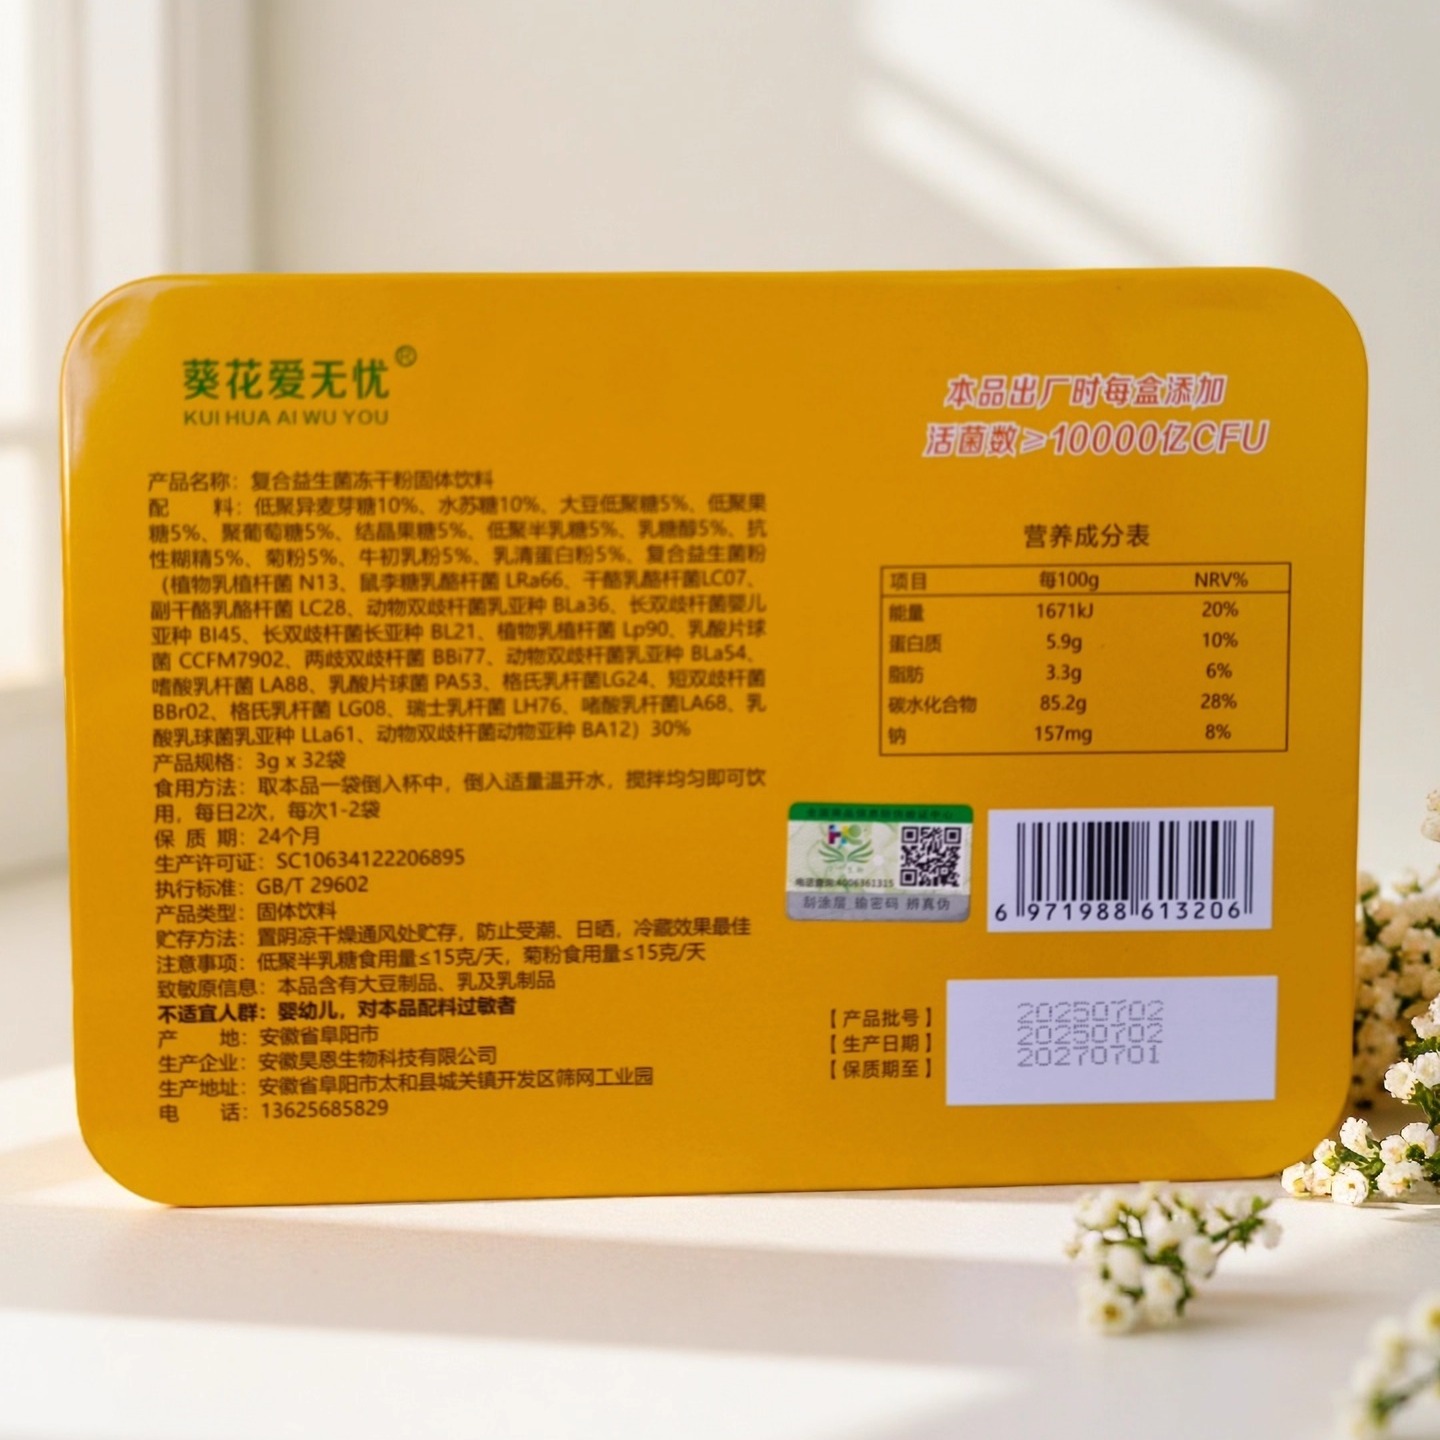 葵花爱无忧®
KUI HUA AI WU YOU
产品名称：复合益生菌冻干粉固体饮料
配 料：低聚异麦芽糖10%、水苏糖10%、大豆低聚糖5%、低聚果
糖5%、聚葡萄糖5%、结晶果糖5%、低聚半乳糖5%、乳糖醇5%、抗
性糊精5%、菊粉5%、牛初乳粉5%、乳清蛋白粉5%、复合益生菌粉
（植物乳植杆菌 N13、鼠李糖乳酪杆菌 LRa66、干酪乳酪杆菌LC07、
副干酪乳酪杆菌 LC28、动物双歧杆菌乳亚种 BLa36、长双歧杆菌婴儿
亚种 BI45、长双歧杆菌长亚种 BL21、植物乳植杆菌 Lp90、乳酸片球
菌 CCFM7902、两歧双歧杆菌 BBi77、动物双歧杆菌乳亚种 BLa54、
嗜酸乳杆菌 LA88、乳酸片球菌 PA53、格氏乳杆菌LG24、短双歧杆菌
BBr02、格氏乳杆菌 LG08、瑞士乳杆菌 LH76、嗜酸乳杆菌LA68、乳
酸乳球菌乳亚种 LLa61、动物双歧杆菌动物亚种 BA12）30%
产品规格：3g x 32袋
食用方法：取本品一袋倒入杯中，倒入适量温开水，搅拌均匀即可饮
用，每日2次，每次1-2袋
保 质 期：24个月
生产许可证：SC10634122206895
执行标准：GB/T 29602
产品类型：固体饮料
贮存方法：置阴凉干燥通风处贮存，防止受潮、日晒，冷藏效果最佳
注意事项：低聚半乳糖食用量≤15克/天，菊粉食用量≤15克/天
致敏原信息：本品含有大豆制品、乳及乳制品
不适宜人群：婴幼儿，对本品配料过敏者
产 地：安徽省阜阳市
生产企业：安徽昊恩生物科技有限公司
生产地址：安徽省阜阳市太和县城关镇开发区筛网工业园
电 话：13625685829
本品出厂时每盒添加
活菌数≥10000亿CFU
营养成分表
项目 每100g NRV%
能量 1671kJ 20%
蛋白质 5.9g 10%
脂肪 3.3g 6%
碳水化合物 85.2g 28%
钠 157mg 8%
电话查询:4006361315
刮涂层 输密码 辨真伪
6 971988 613206
【产品批号】 20250702
【生产日期】 20250702
【保质期至】 20270701